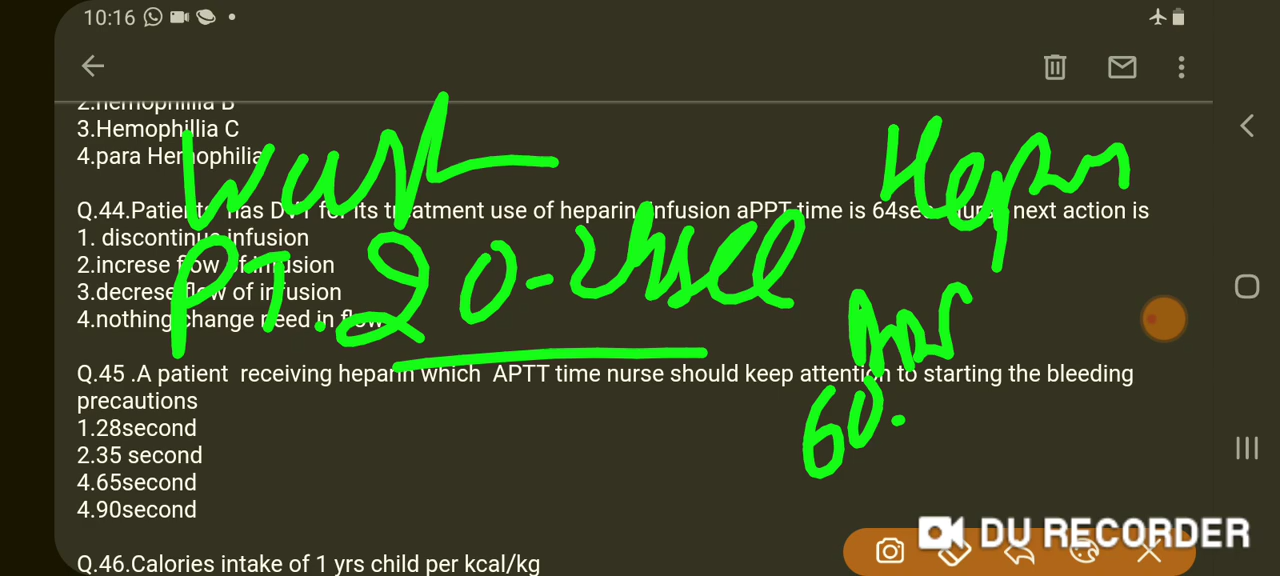 10:16
2.hemophillia B
3.Hemophillia C
4.para Hemophilia
Q.44.Patients has DVT for its treatment use of heparin infusion aPPT time is 64sec nurse next action is
1. discontinue infusion
2.increse flow of infusion
3.decrese flow of infusion
4.nothing change need in flow
PT. 20-
60.
Q.45 .A patient receiving heparin which APTT time nurse should keep attention to starting the bleeding
precautions
1.28second
2.35 second
4.65second
4.90second
Q.46.Calories intake of 1 yrs child per kcal/kg
DU RECORDER